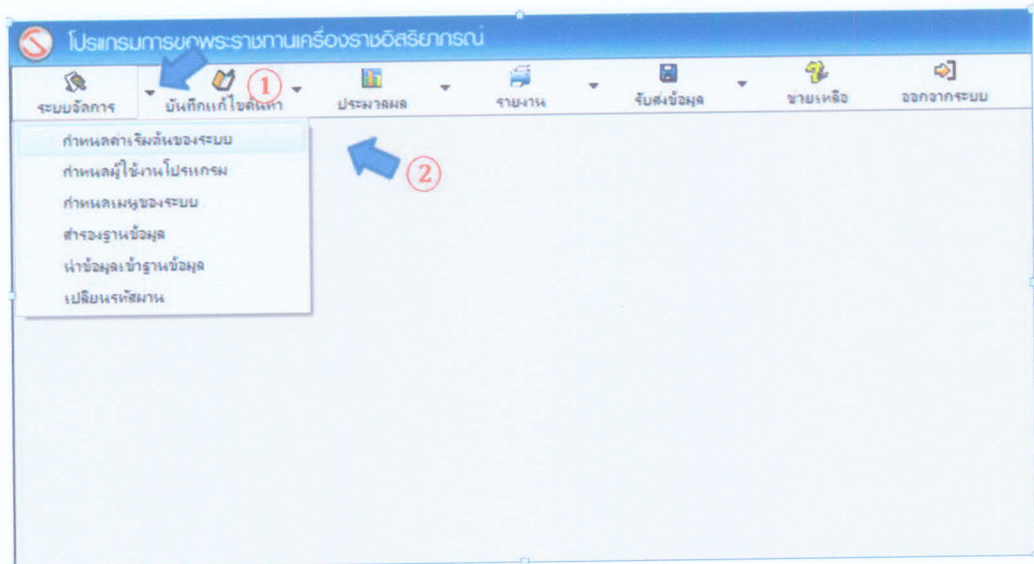 โปรแกรมการขอพระราชทานเครื่องราชอิสริยาภรณ์
ระบบจัดการ บันทึกแก้ไขค้นหา ประมวลผล รายงาน รับส่งข้อมูล ช่วยเหลือ ออกจากระบบ
1
กำหนดค่าเริ่มต้นของระบบ
2
กำหนดผู้ใช้งานโปรแกรม
กำหนดเมนูของระบบ
สำรองฐานข้อมูล
นำข้อมูลเข้าฐานข้อมูล
เปลี่ยนรหัสผ่าน